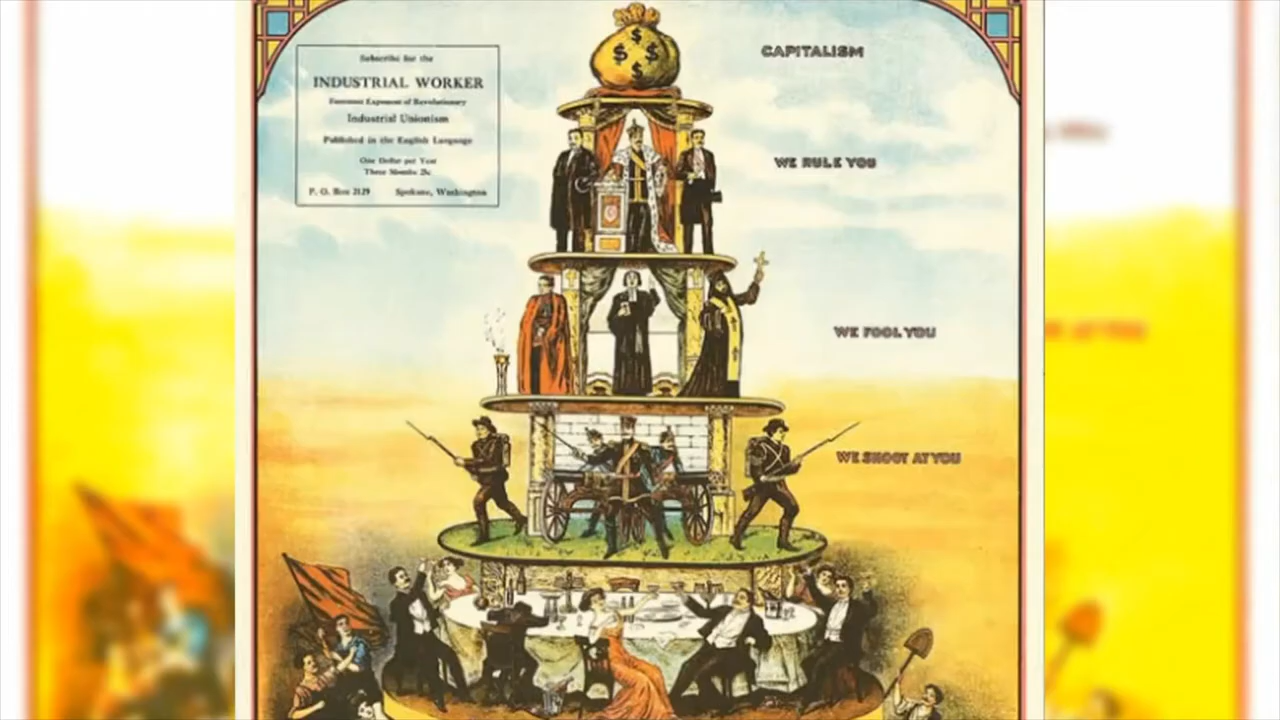 Subscribe for the
INDUSTRIAL WORKER
Foremost Exponent of Revolutionary
Industrial Unionism
Published in the English Language
One Dollar per Year
Three Months 25c
P. O. Box 2129 Spokane, Washington
$ $ $ $
CAPITALISM
WE RULE YOU
WE FOOL YOU
WE SHOOT AT YOU